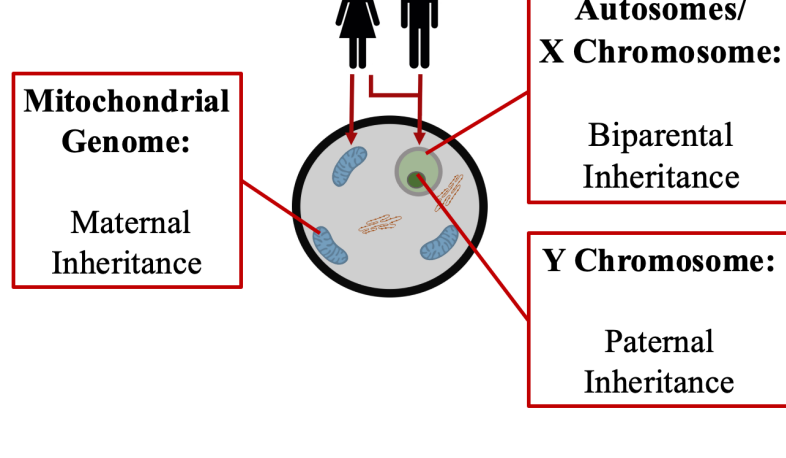 Autosomes/
X Chromosome:
Biparental
Inheritance
Mitochondrial
Genome:
Maternal
Inheritance
Y Chromosome:
Paternal
Inheritance